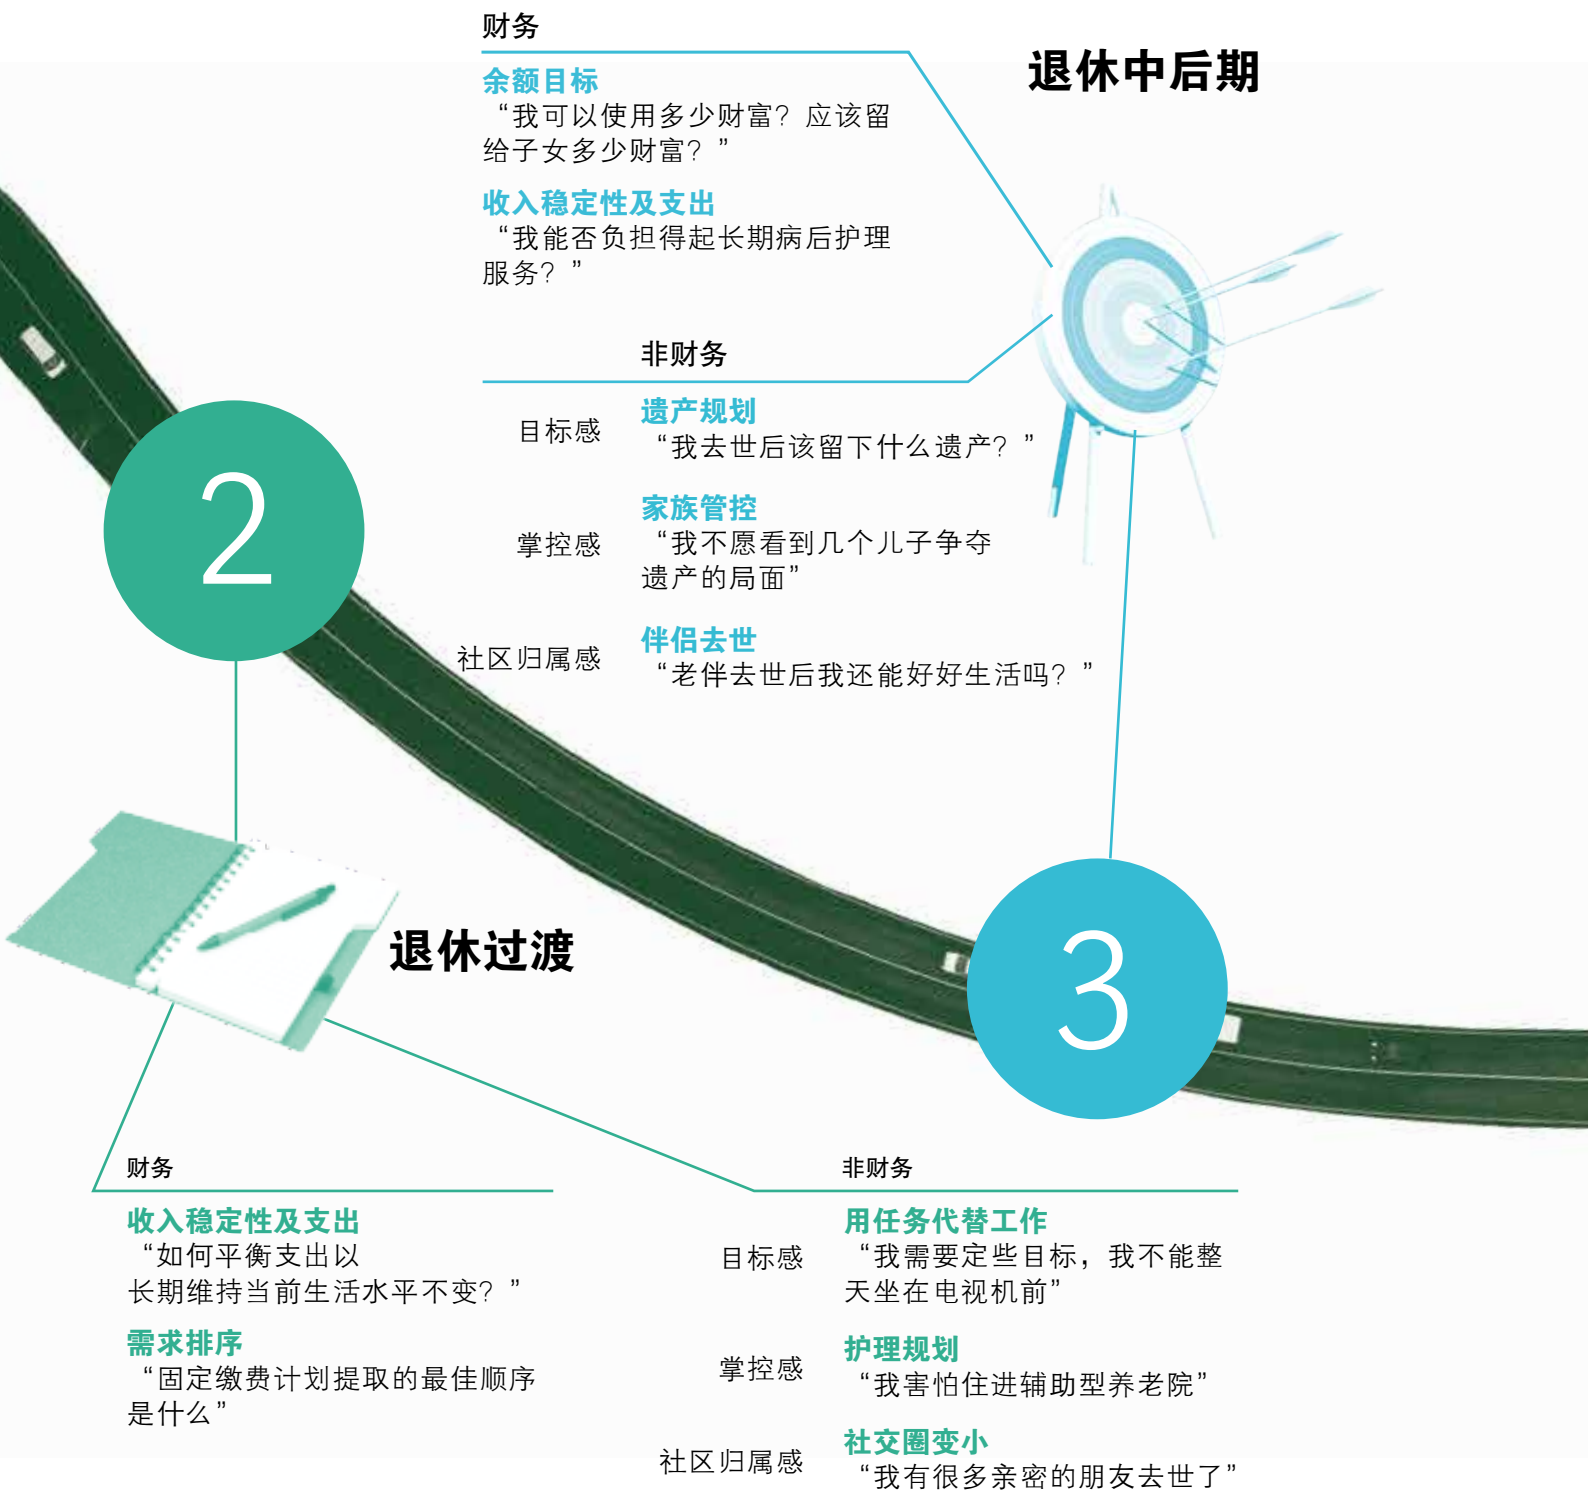 财务
退休中后期
余额目标
“我可以使用多少财富？应该留
给子女多少财富？”
收入稳定性及支出
“我能否负担得起长期病后护理
服务？”
非财务
目标感
遗产规划
“我去世后该留下什么遗产？”
掌控感
家族管控
“我不愿看到几个儿子争夺
遗产的局面”
社区归属感
伴侣去世
“老伴去世后我还能好好生活吗？”
2
退休过渡
3
财务
收入稳定性及支出
“如何平衡支出以
长期维持当前生活水平不变？”
需求排序
“固定缴费计划提取的最佳顺序
是什么”
非财务
目标感
用任务代替工作
“我需要定些目标，我不能整
天坐在电视机前”
掌控感
护理规划
“我害怕住进辅助型养老院”
社区归属感
社交圈变小
“我有很多亲密的朋友去世了”